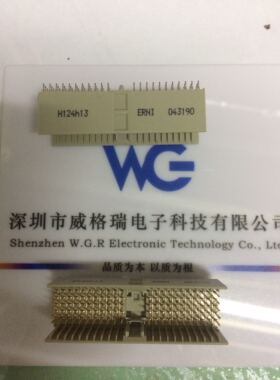 H124h13 ERNI 043190
WG
深圳市威格瑞电子科技有限公司
Shenzhen W.G.R Electronic Technology Co., Ltd
品质为本 以质为根